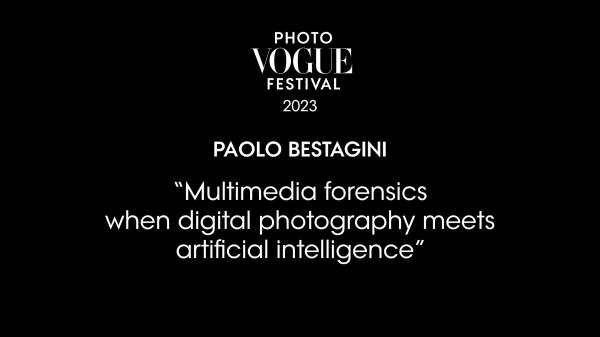 PHOTO
VOGUE
FESTIVAL
2023
PAOLO BESTAGINI
“Multimedia forensics
when digital photography meets
artificial intelligence”